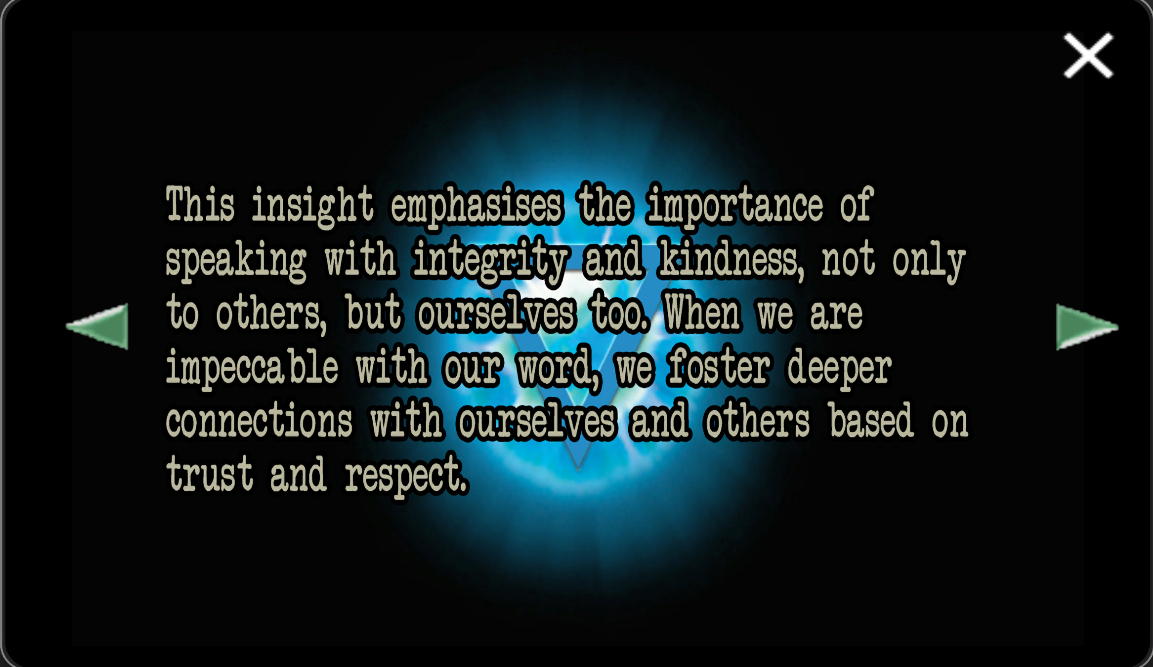 This insight emphasises the importance of
speaking with integrity and kindness, not only
to others, but ourselves too. When we are
impeccable with our word, we foster deeper
connections with ourselves and others based on
trust and respect.